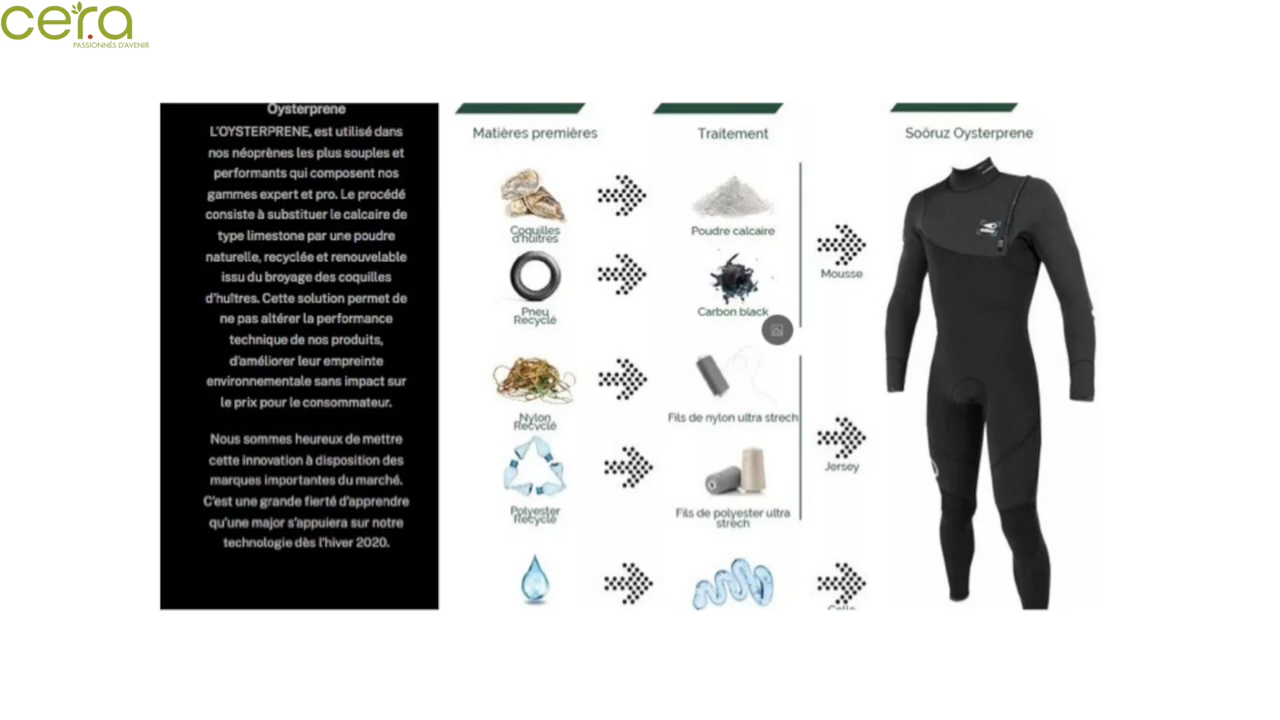 cer.a
PASSIONNÉS D'AVENIR
Oysterprene
L'OYSTERPRENE, est utilisé dans
nos néoprènes les plus souples et
performants qui composent nos
gammes expert et pro. Le procédé
consiste à substituer le calcaire de
type limestone par une poudre
naturelle, recyclée et renouvelable
issu du broyage des coquilles
d'huîtres. Cette solution permet de
ne pas altérer la performance
technique de nos produits,
d'améliorer leur empreinte
environnementale sans impact sur
le prix pour le consommateur.
Nous sommes heureux de mettre
cette innovation à disposition des
marques importantes du marché.
C'est une grande fierté d'apprendre
qu'une major s'appuiera sur notre
technologie dès l'hiver 2020.
Matières premières
Traitement
Soöruz Oysterprene
Coquilles
d'huîtres
Poudre calcaire
Mousse
Pneu
Recyclé
Carbon black
Nylon
Recyclé
Fils de nylon ultra strech
Jersey
Polyester
Recyclé
Fils de polyester ultra
strech